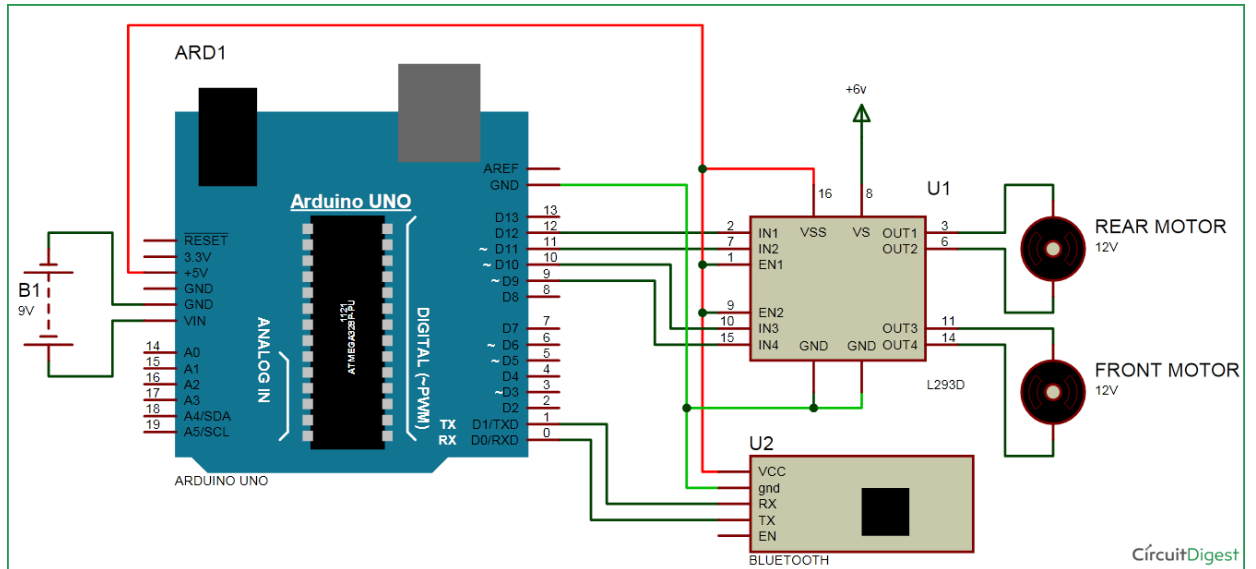 ARD1
+6v
AREF
GND
Arduino UNO
D13 13
D12 12
~ D11 11
~ D10 10
~ D9 9
D8 8
RESET
3.3V
+5V
GND
GND
VIN
B1
9V
D7 7
~ D6 6
~ D5 5
D4 4
~ D3 3
D2 2
TX D1/TXD 1
RX D0/RXD 0
14 A0
15 A1
16 A2
17 A3
18 A4/SDA
19 A5/SCL
ANALOG IN
1121
ATMEGA328P-PU
DIGITAL (~PWM)
ARDUINO UNO
U1
16 8
VSS VS
2 IN1
7 IN2
1 EN1
9 EN2
10 IN3
15 IN4
OUT1 3
OUT2 6
OUT3 11
OUT4 14
GND GND
L293D
REAR MOTOR
12V
FRONT MOTOR
12V
U2
VCC
gnd
RX
TX
EN
BLUETOOTH
CírcuitDigest